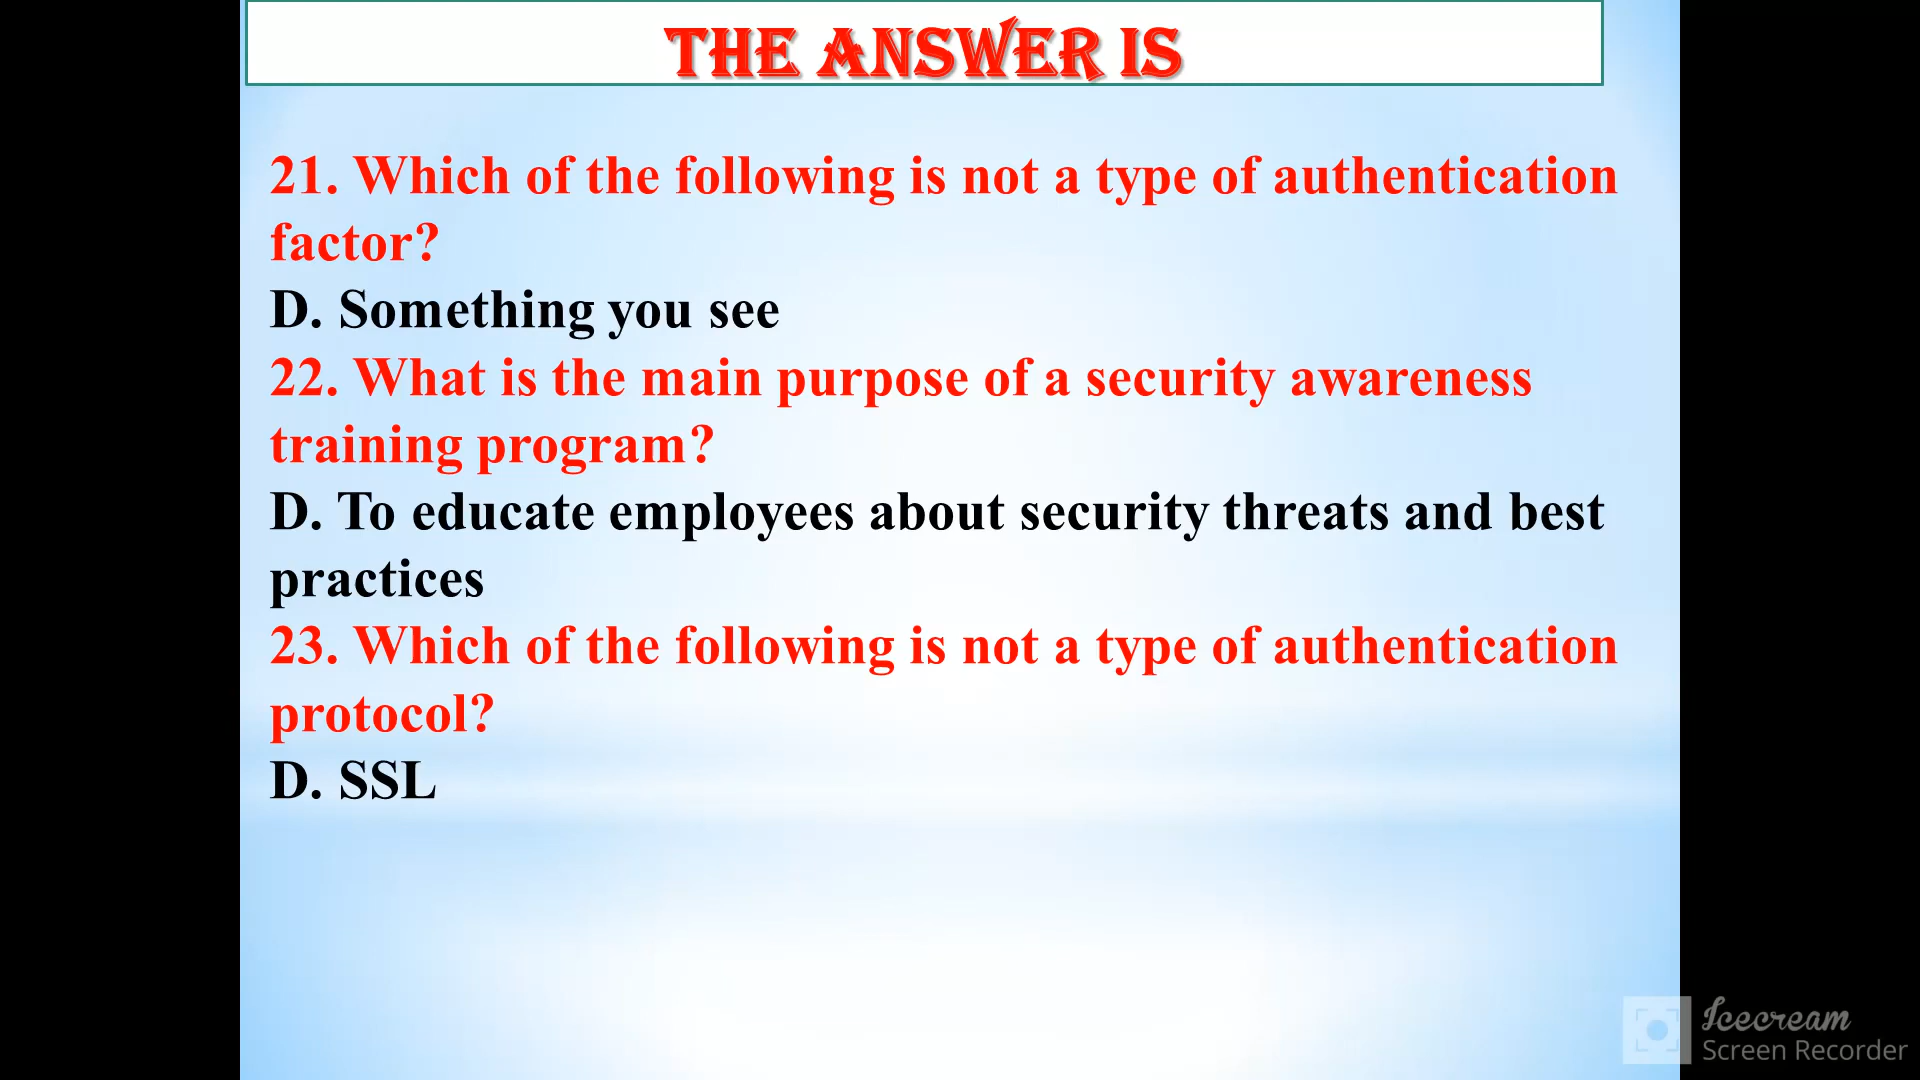 THE ANSWER IS
21. Which of the following is not a type of authentication
factor?
D. Something you see
22. What is the main purpose of a security awareness
training program?
D. To educate employees about security threats and best
practices
23. Which of the following is not a type of authentication
protocol?
D. SSL
Icecream
Screen Recorder